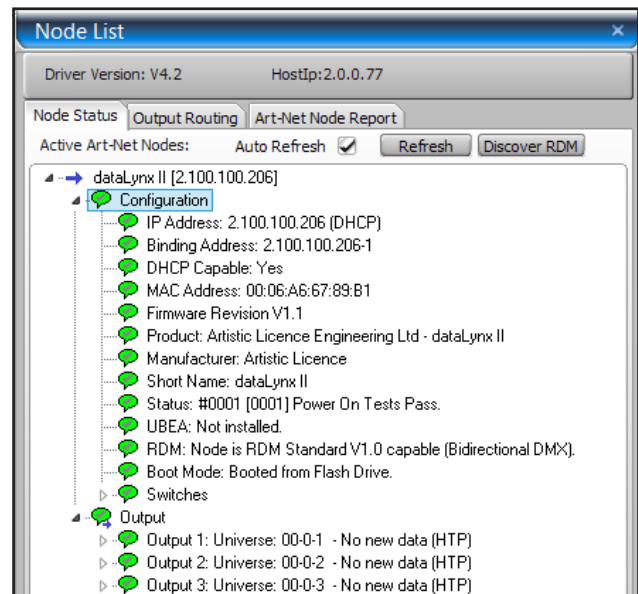 Node List
Driver Version: V4.2 HostIp:2.0.0.77
Node Status Output Routing Art-Net Node Report
Active Art-Net Nodes: Auto Refresh Refresh Discover RDM
dataLynx II [2.100.100.206]
Configuration
IP Address: 2.100.100.206 (DHCP)
Binding Address: 2.100.100.206-1
DHCP Capable: Yes
MAC Address: 00:06:A6:67:89:B1
Firmware Revision V1.1
Product: Artistic Licence Engineering Ltd - dataLynx II
Manufacturer: Artistic Licence
Short Name: dataLynx II
Status: #0001 [0001] Power On Tests Pass.
UBEA: Not installed.
RDM: Node is RDM Standard V1.0 capable (Bidirectional DMX).
Boot Mode: Booted from Flash Drive.
Switches
Output
Output 1: Universe: 00-0-1 - No new data (HTP)
Output 2: Universe: 00-0-2 - No new data (HTP)
Output 3: Universe: 00-0-3 - No new data (HTP)